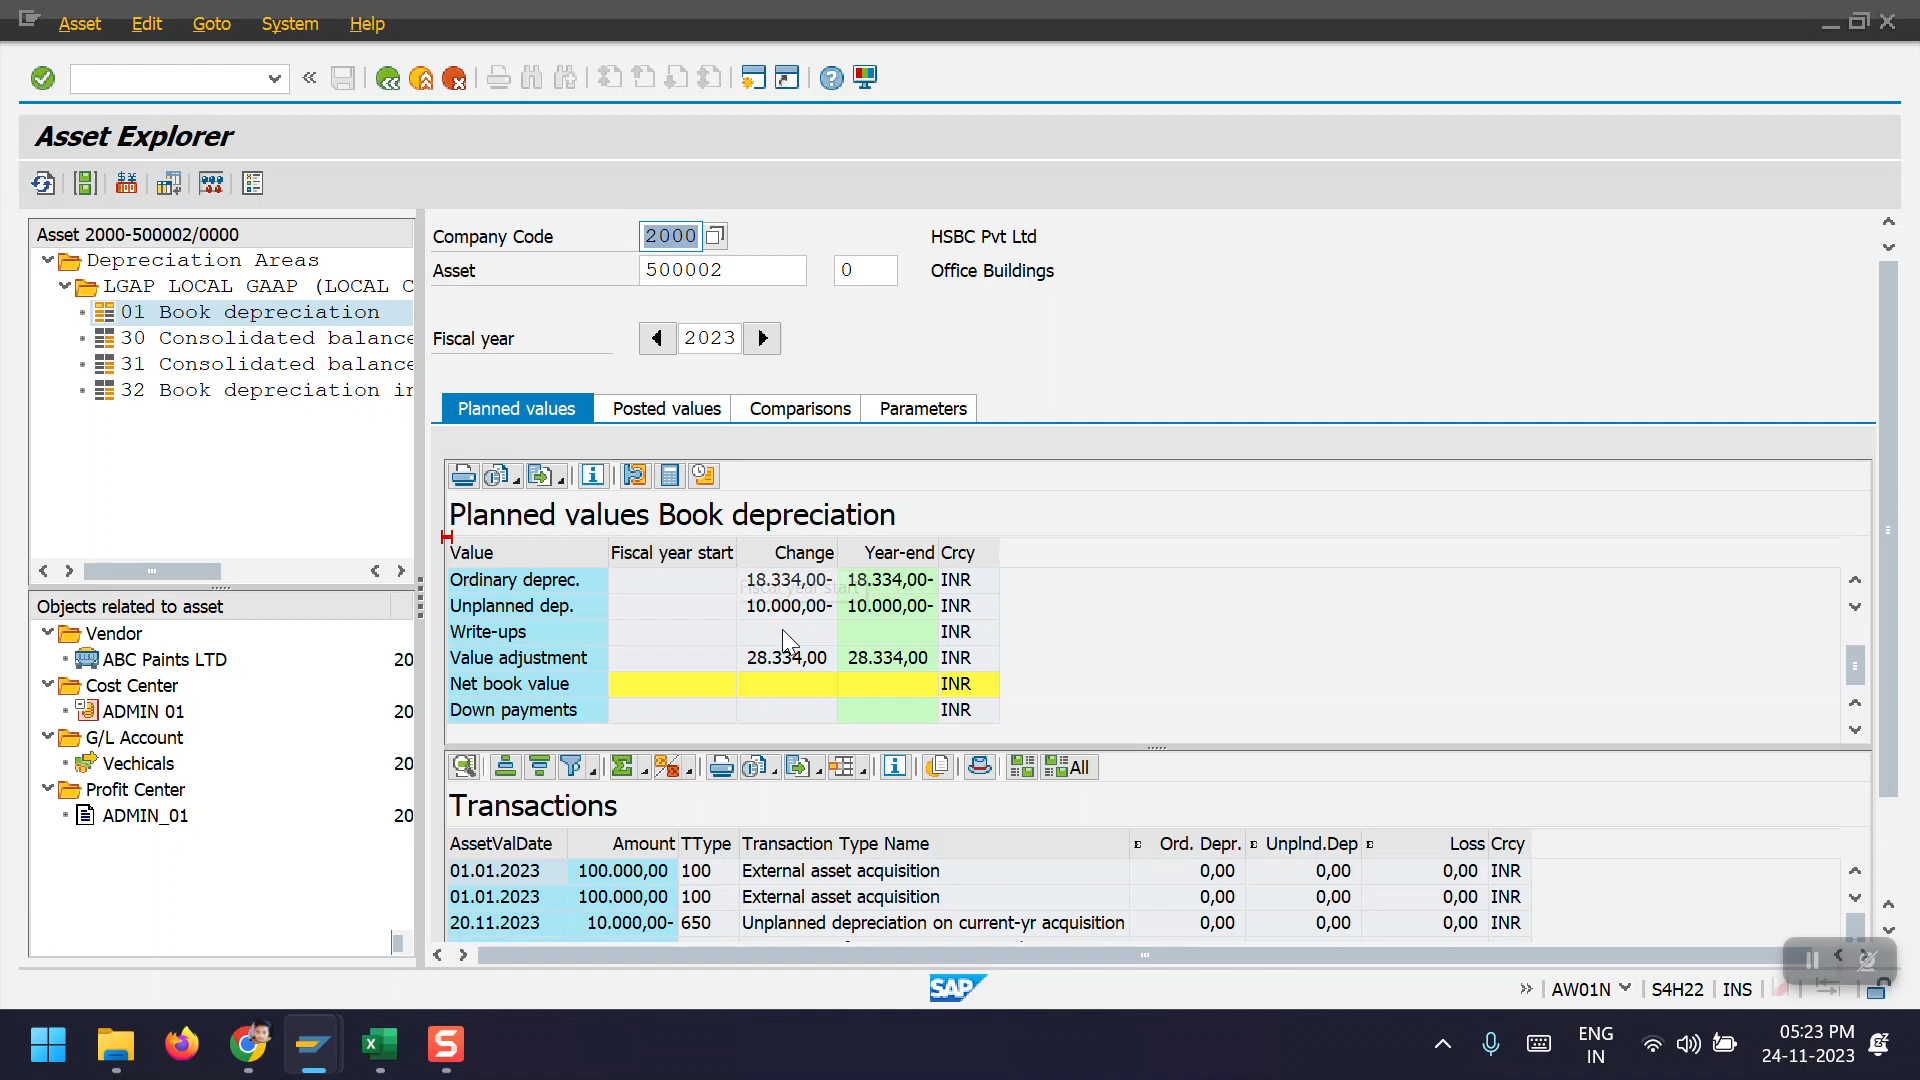 Asset Edit Goto System Help
Asset Explorer
Asset 2000-500002/0000
Depreciation Areas
LGAP LOCAL GAAP (LOCAL C
01 Book depreciation
30 Consolidated balance
31 Consolidated balance
32 Book depreciation in
Objects related to asset
Vendor
ABC Paints LTD 20
Cost Center
ADMIN 01 20
G/L Account
Vechicals 20
Profit Center
ADMIN_01 20
Company Code 2000 HSBC Pvt Ltd
Asset 500002 0 Office Buildings
Fiscal year 2023
Planned values Posted values Comparisons Parameters
Planned values Book depreciation
Value Fiscal year start Change Year-end Crcy
Ordinary deprec. 18.334,00- 18.334,00- INR
Fiscal year start
Unplanned dep. 10.000,00- 10.000,00- INR
Write-ups INR
Value adjustment 28.334,00 28.334,00 INR
Net book value INR
Down payments INR
All
Transactions
AssetValDate Amount TType Transaction Type Name Σ Ord. Depr. Σ Unplnd.Dep Σ Loss Crcy
01.01.2023 100.000,00 100 External asset acquisition 0,00 0,00 0,00 INR
01.01.2023 100.000,00 100 External asset acquisition 0,00 0,00 0,00 INR
20.11.2023 10.000,00- 650 Unplanned depreciation on current-yr acquisition 0,00 0,00 0,00 INR
SAP
AW01N S4H22 INS
ENG
IN
05:23 PM
24-11-2023